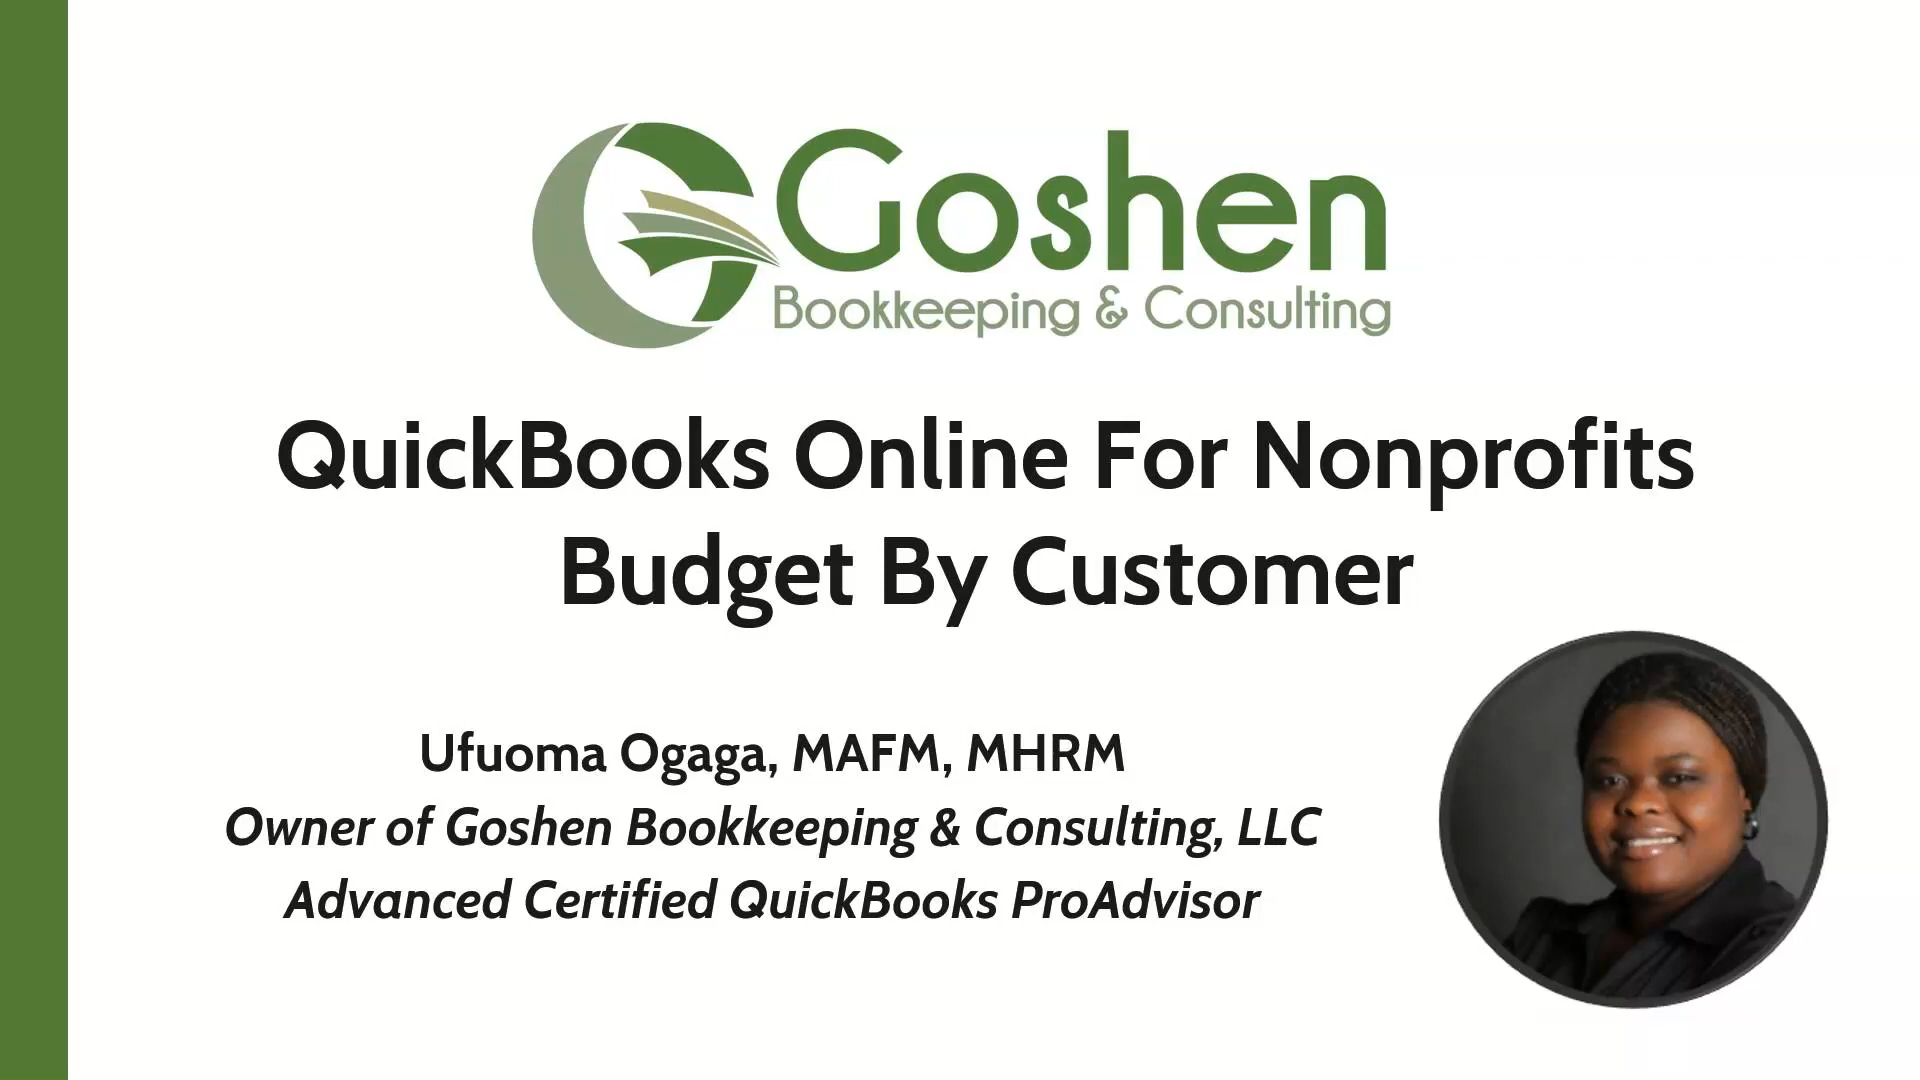 Goshen
Bookkeeping & Consulting
QuickBooks Online For Nonprofits
Budget By Customer
Ufuoma Ogaga, MAFM, MHRM
Owner of Goshen Bookkeeping & Consulting, LLC
Advanced Certified QuickBooks ProAdvisor